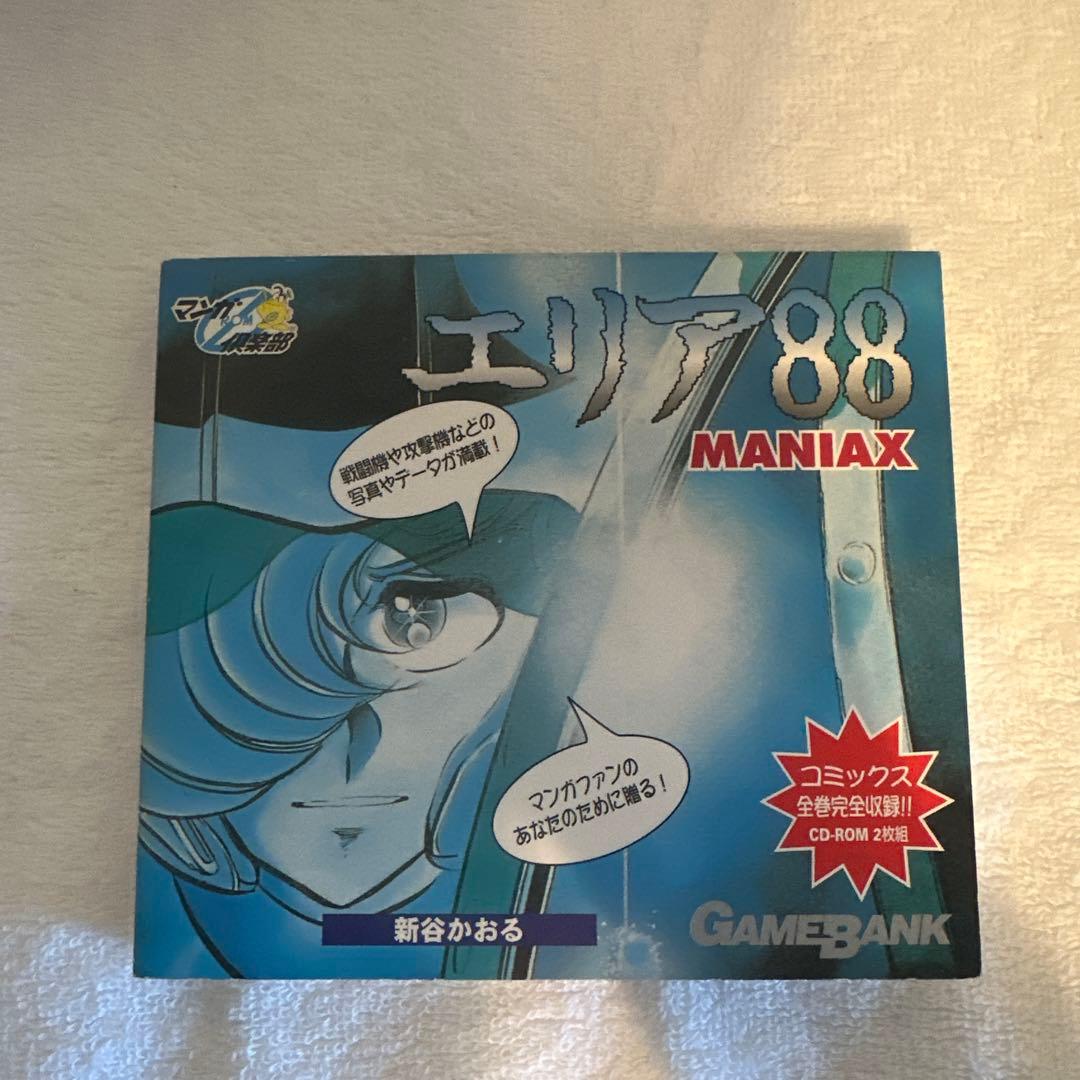 マンガ
ROM
倶楽部
エリア88
MANIAX
戦闘機や攻撃機などの
写真やデータが満載!
マンガファンの
あなたのために贈る!
コミックス
全巻完全収録!!
CD-ROM 2枚組
新谷かおる
GAMEBANK